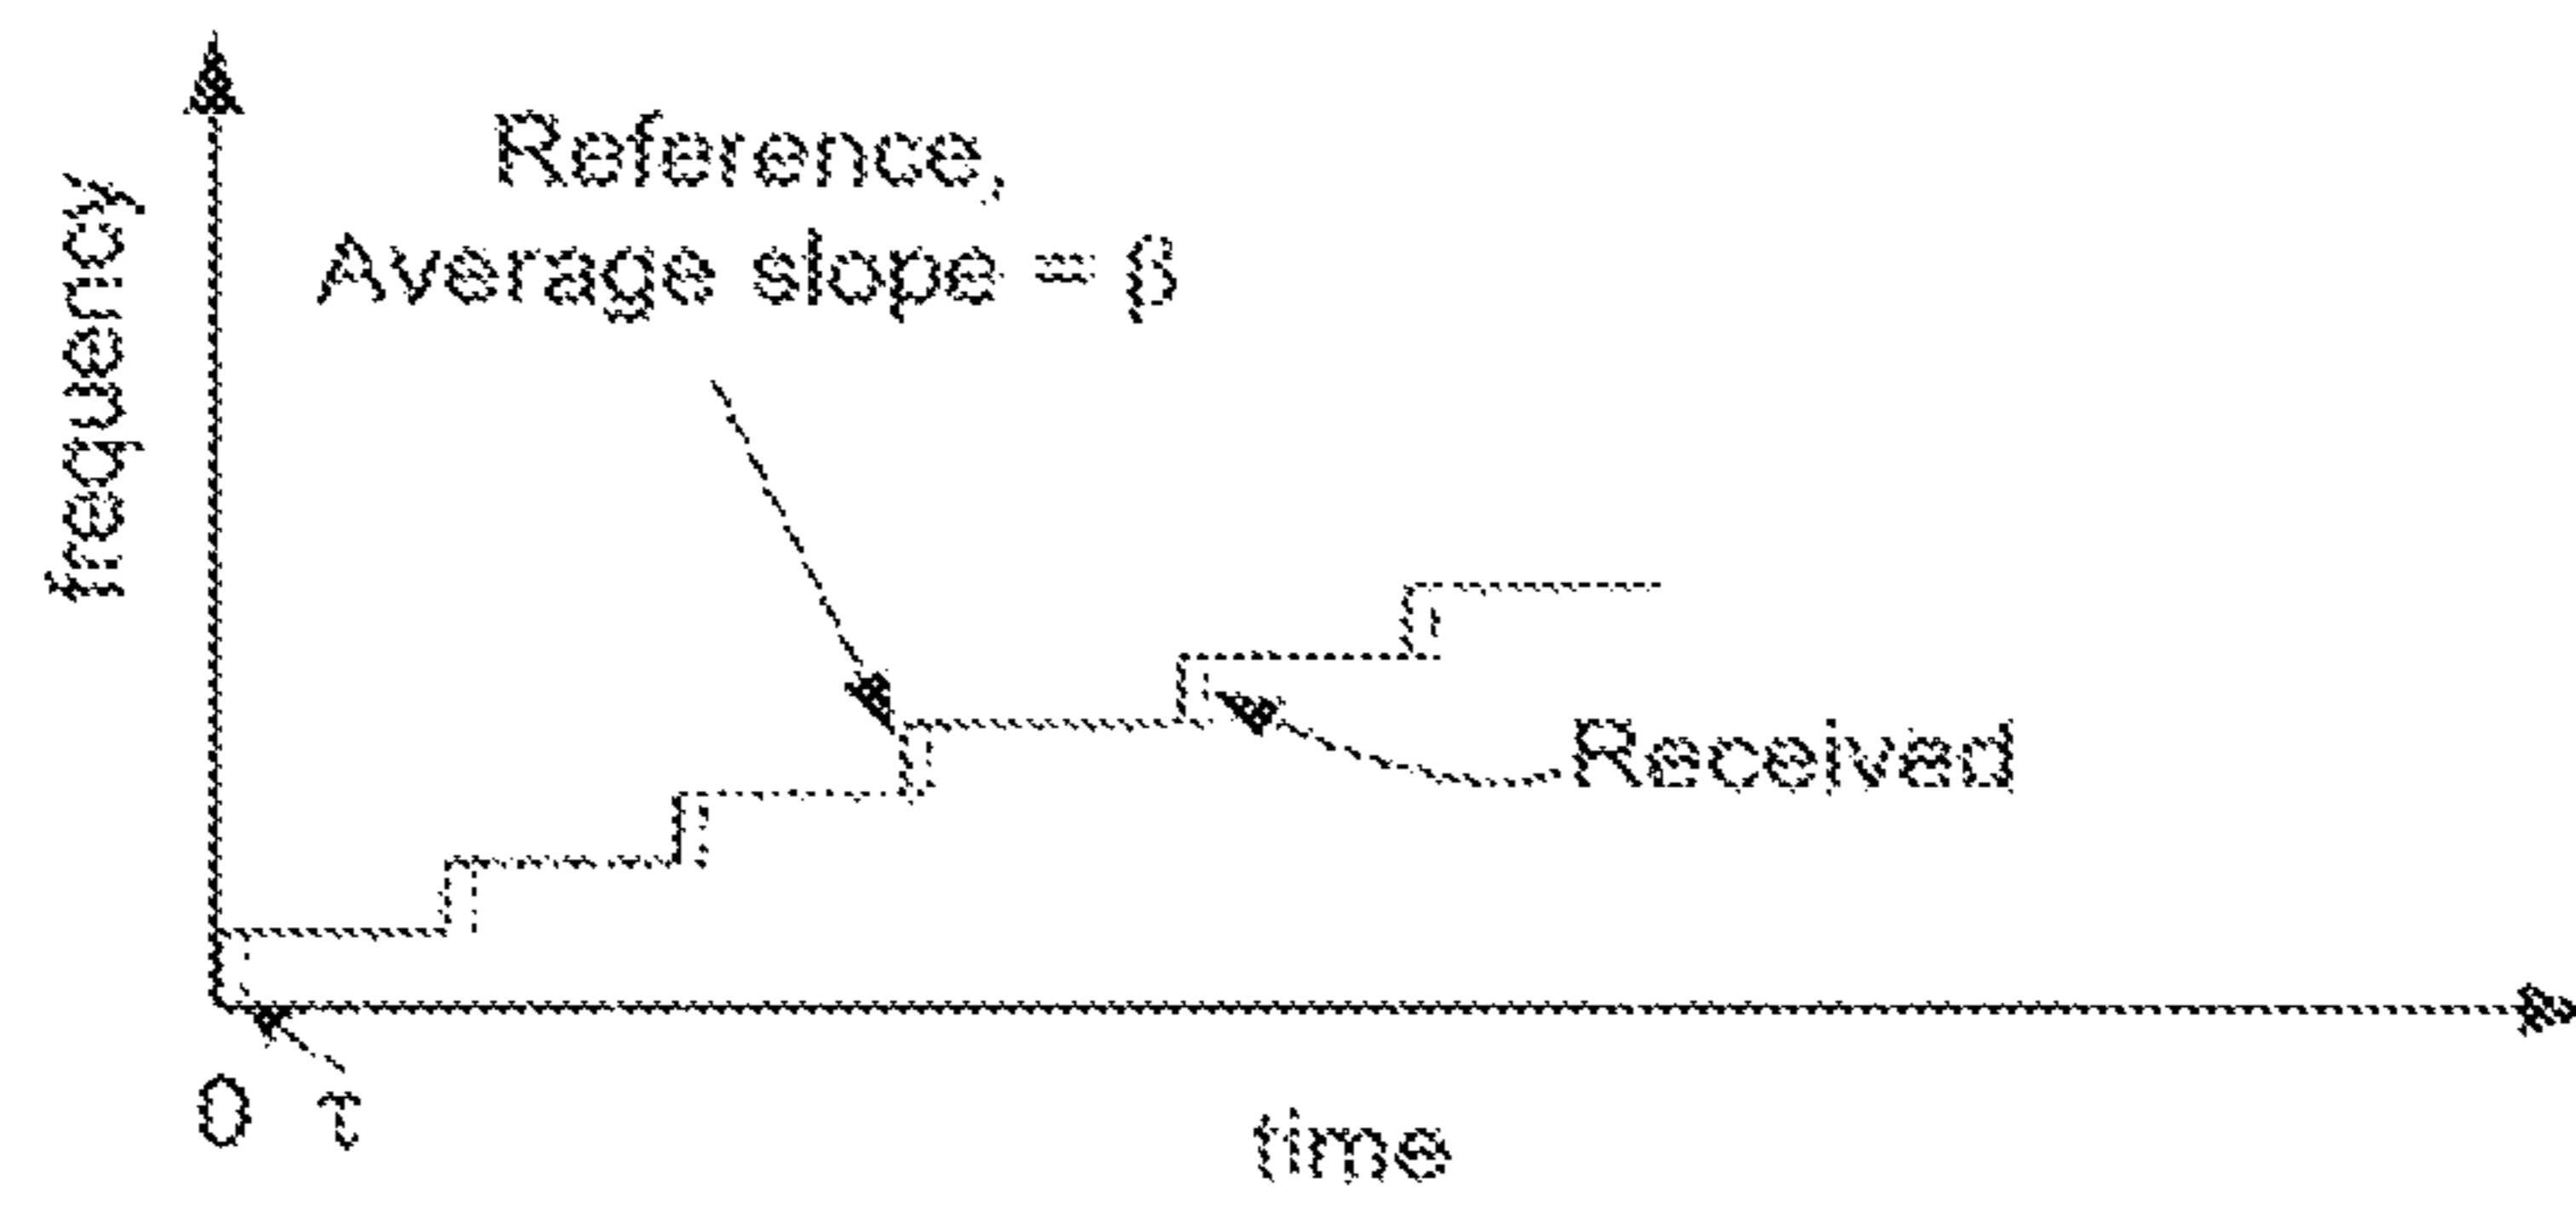 Reference,
Average slope = β
frequency
Received
0
τ
time